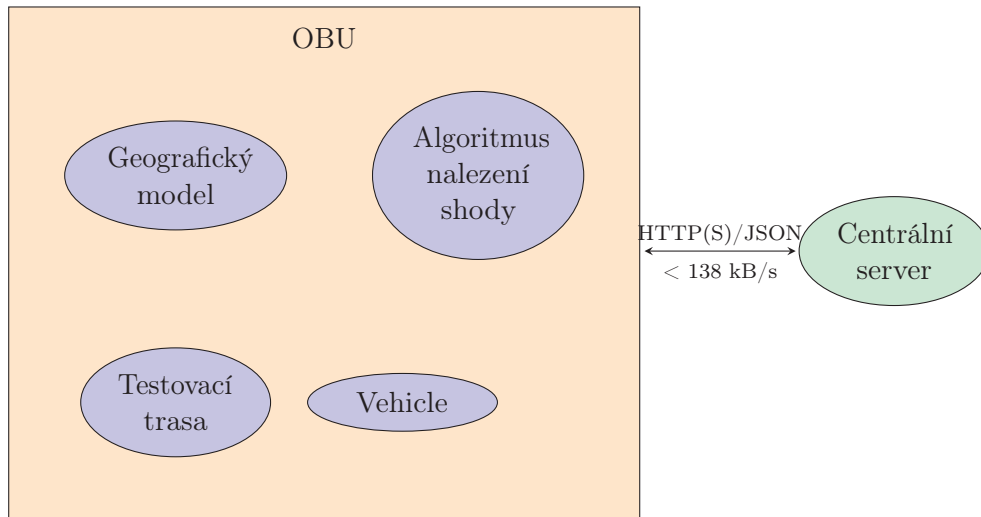 OBU
Geografický
model
Algoritmus
nalezení
shody
HTTP(S)/JSON
< 138 kB/s
Centrální
server
Testovací
trasa
Vehicle